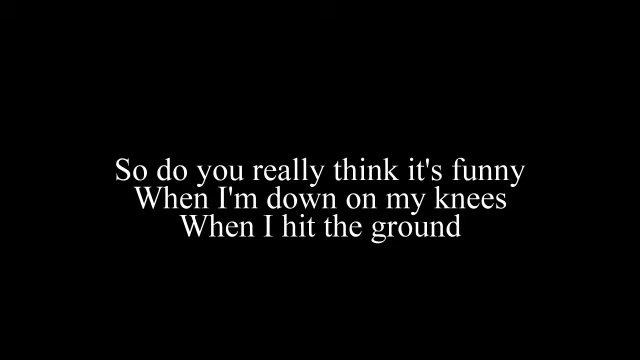 So do you really think it's funny
When I'm down on my knees
When I hit the ground